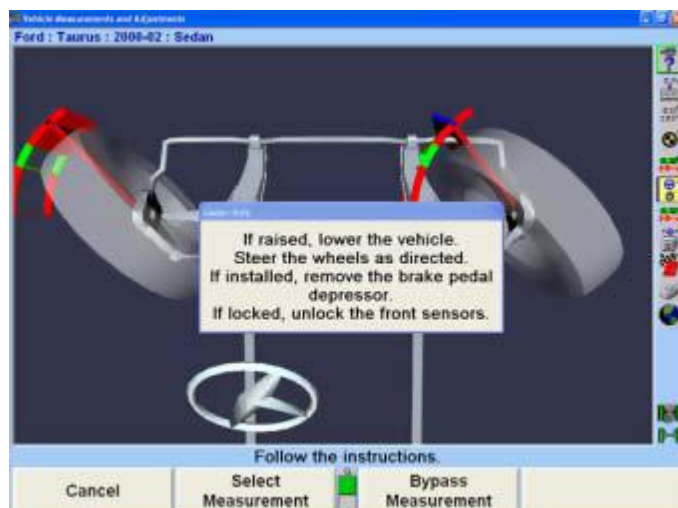 Vehicle Measurements and Adjustments
Ford : Taurus : 2000-02 : Sedan
If raised, lower the vehicle.
Steer the wheels as directed.
If installed, remove the brake pedal
depressor.
If locked, unlock the front sensors.
Follow the instructions.
Cancel
Select
Measurement
Bypass
Measurement